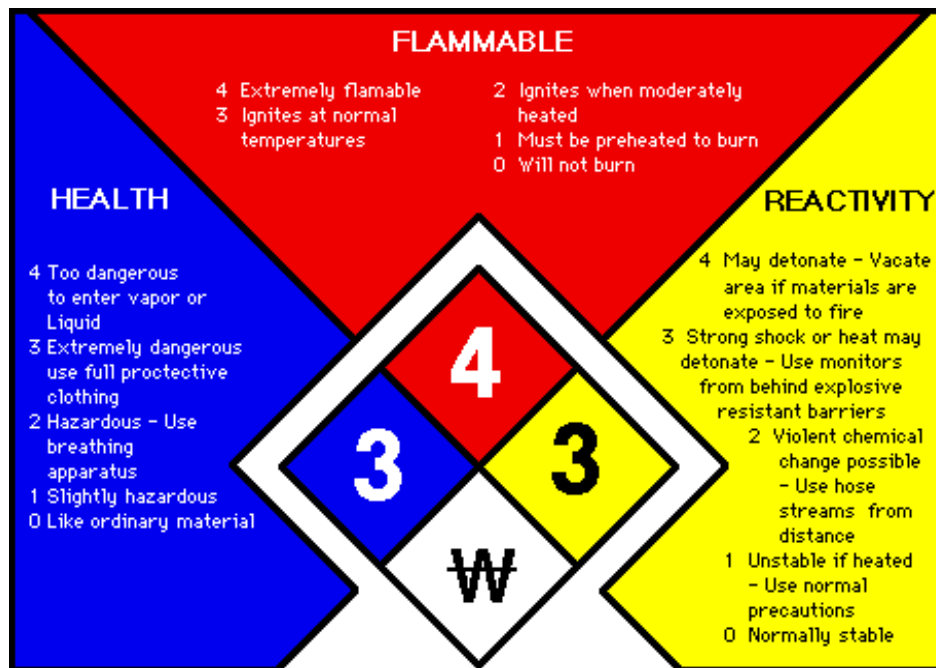 FLAMMABLE
4 Extremely flamable
3 Ignites at normal
temperatures
2 Ignites when moderately
heated
1 Must be preheated to burn
0 Will not burn
HEALTH
4 Too dangerous
to enter vapor or
Liquid
3 Extremely dangerous
use full proctective
clothing
2 Hazardous - Use
breathing
apparatus
1 Slightly hazardous
0 Like ordinary material
REACTIVITY
4 May detonate - Vacate
area if materials are
exposed to fire
3 Strong shock or heat may
detonate - Use monitors
from behind explosive
resistant barriers
2 Violent chemical
change possible
- Use hose
streams from
distance
1 Unstable if heated
- Use normal
precautions
0 Normally stable
4
3
3
W